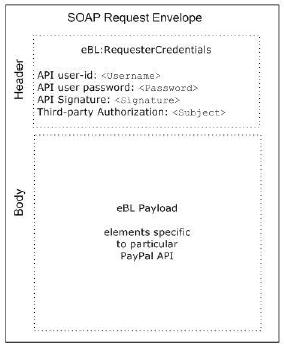 SOAP Request Envelope
Header
eBL:RequesterCredentials
API user-id: <Username>
API user password: <Password>
API Signature: <Signature>
Third-party Authorization: <Subject>
Body
eBL Payload
elements specific
to particular
PayPal API